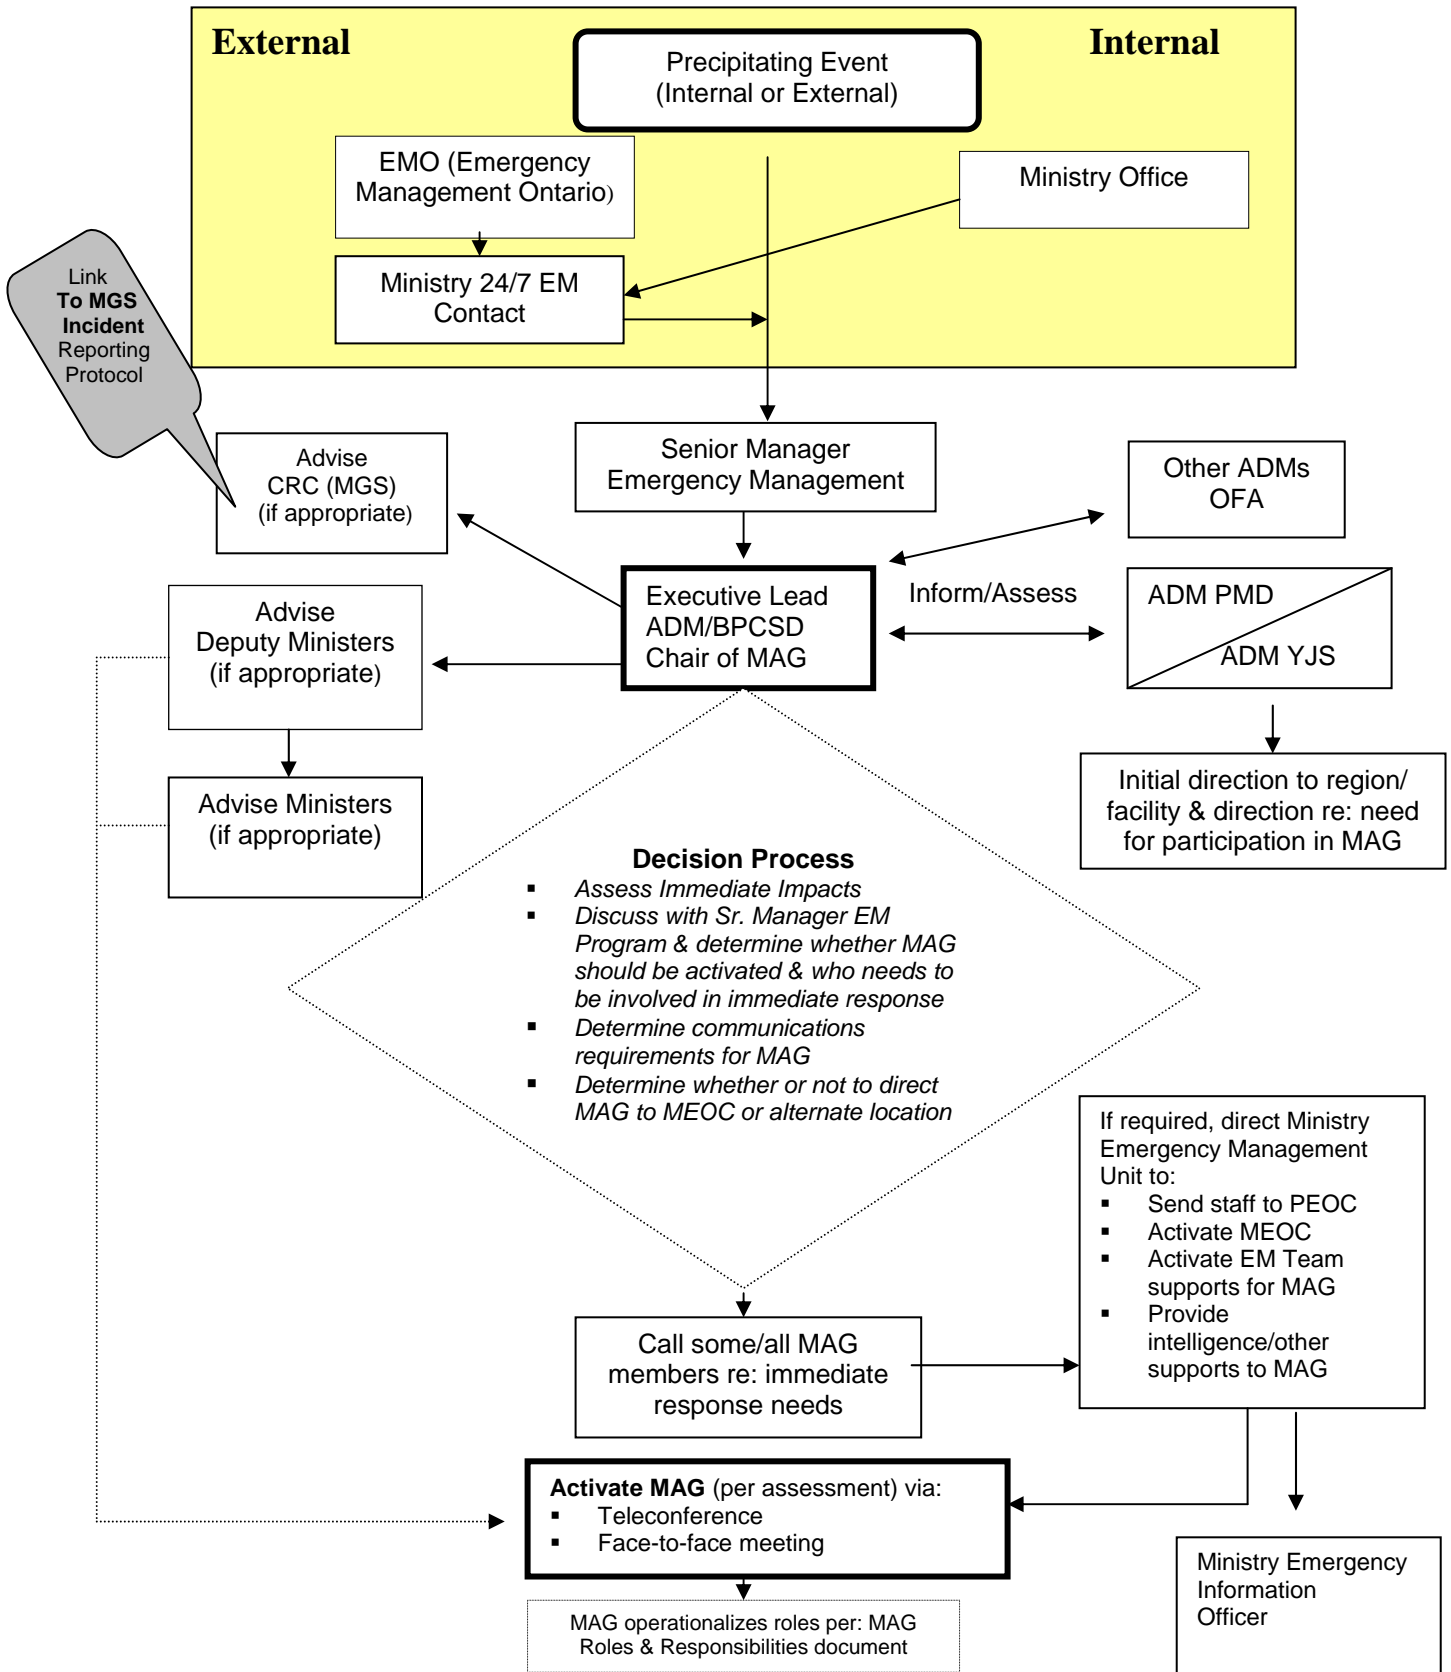 External
Internal
Precipitating Event
(Internal or External)
EMO (Emergency
Management Ontario)
Ministry Office
Ministry 24/7 EM
Contact
Link
To MGS
Incident
Reporting
Protocol
Advise
CRC (MGS)
(if appropriate)
Senior Manager
Emergency Management
Other ADMs
OFA
Advise
Deputy Ministers
(if appropriate)
Executive Lead
ADM/BPCSD
Chair of MAG
Inform/Assess
ADM PMD
ADM YJS
Advise Ministers
(if appropriate)
Initial direction to region/
facility & direction re: need
for participation in MAG
Decision Process
▪ Assess Immediate Impacts
▪ Discuss with Sr. Manager EM
Program & determine whether MAG
should be activated & who needs to
be involved in immediate response
▪ Determine communications
requirements for MAG
▪ Determine whether or not to direct
MAG to MEOC or alternate location
If required, direct Ministry
Emergency Management
Unit to:
▪ Send staff to PEOC
▪ Activate MEOC
▪ Activate EM Team
supports for MAG
▪ Provide
intelligence/other
supports to MAG
Call some/all MAG
members re: immediate
response needs
Activate MAG (per assessment) via:
▪ Teleconference
▪ Face-to-face meeting
Ministry Emergency
Information
Officer
MAG operationalizes roles per: MAG
Roles & Responsibilities document